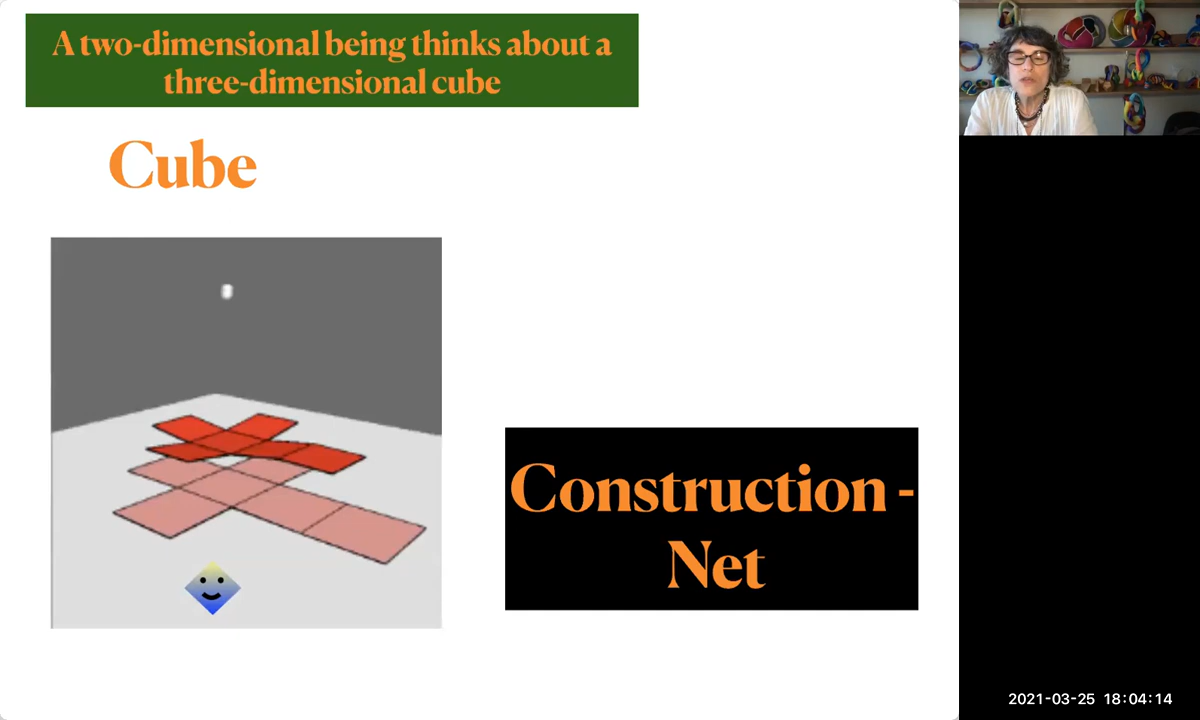 A two-dimensional being thinks about a
three-dimensional cube
Cube
Construction -
Net
2021-03-25 18:04:14